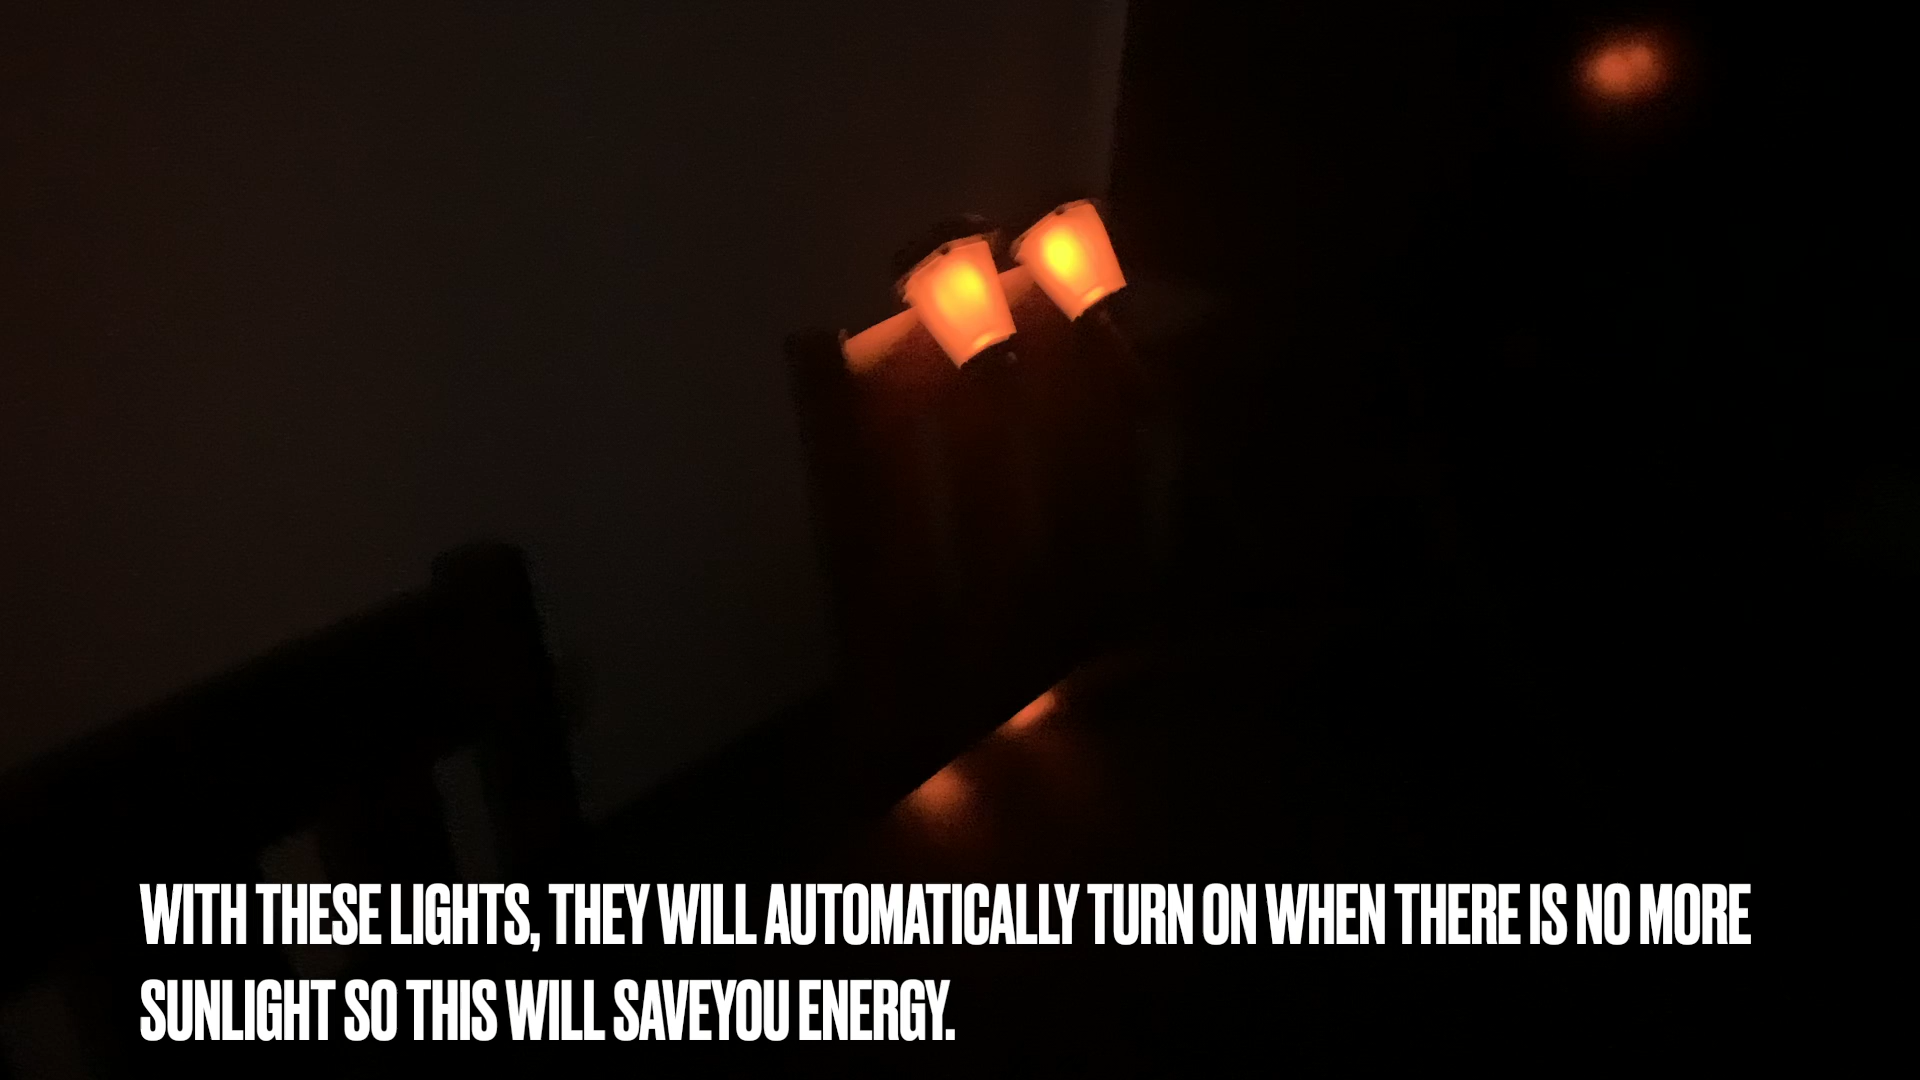 WITH THESE LIGHTS, THEY WILL AUTOMATICALLY TURN ON WHEN THERE IS NO MORE
SUNLIGHT SO THIS WILL SAVEYOU ENERGY.